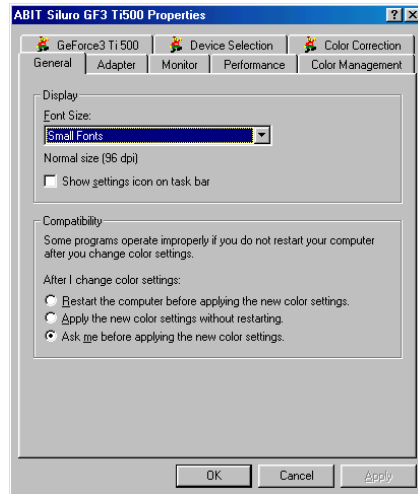 ABIT Siluro GF3 Ti500 Properties
GeForce3 Ti 500 Device Selection Color Correction
General Adapter Monitor Performance Color Management
Display
Font Size:
Small Fonts
Normal size (96 dpi)
Show settings icon on task bar
Compatibility
Some programs operate improperly if you do not restart your computer
after you change color settings.
After I change color settings:
Restart the computer before applying the new color settings.
Apply the new color settings without restarting.
Ask me before applying the new color settings.
OK Cancel Apply